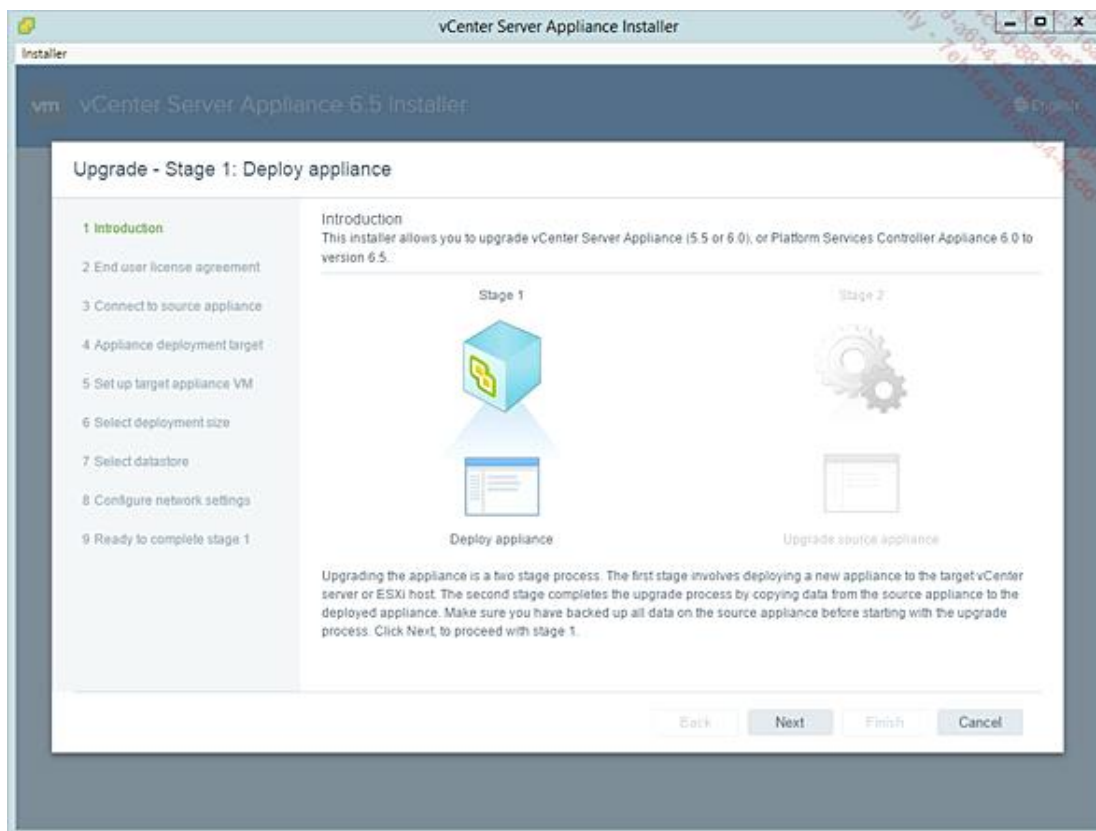 vCenter Server Appliance Installer
Installer
vm vCenter Server Appliance 6.5 Installer
English
Upgrade - Stage 1: Deploy appliance
1 Introduction
2 End user license agreement
3 Connect to source appliance
4 Appliance deployment target
5 Set up target appliance VM
6 Select deployment size
7 Select datastore
8 Configure network settings
9 Ready to complete stage 1
Introduction
This installer allows you to upgrade vCenter Server Appliance (5.5 or 6.0), or Platform Services Controller Appliance 6.0 to
version 6.5.
Stage 1
Stage 2
Deploy appliance
Upgrade source appliance
Upgrading the appliance is a two stage process. The first stage involves deploying a new appliance to the target vCenter
server or ESXi host. The second stage completes the upgrade process by copying data from the source appliance to the
deployed appliance. Make sure you have backed up all data on the source appliance before starting with the upgrade
process. Click Next, to proceed with stage 1.
Back
Next
Finish
Cancel